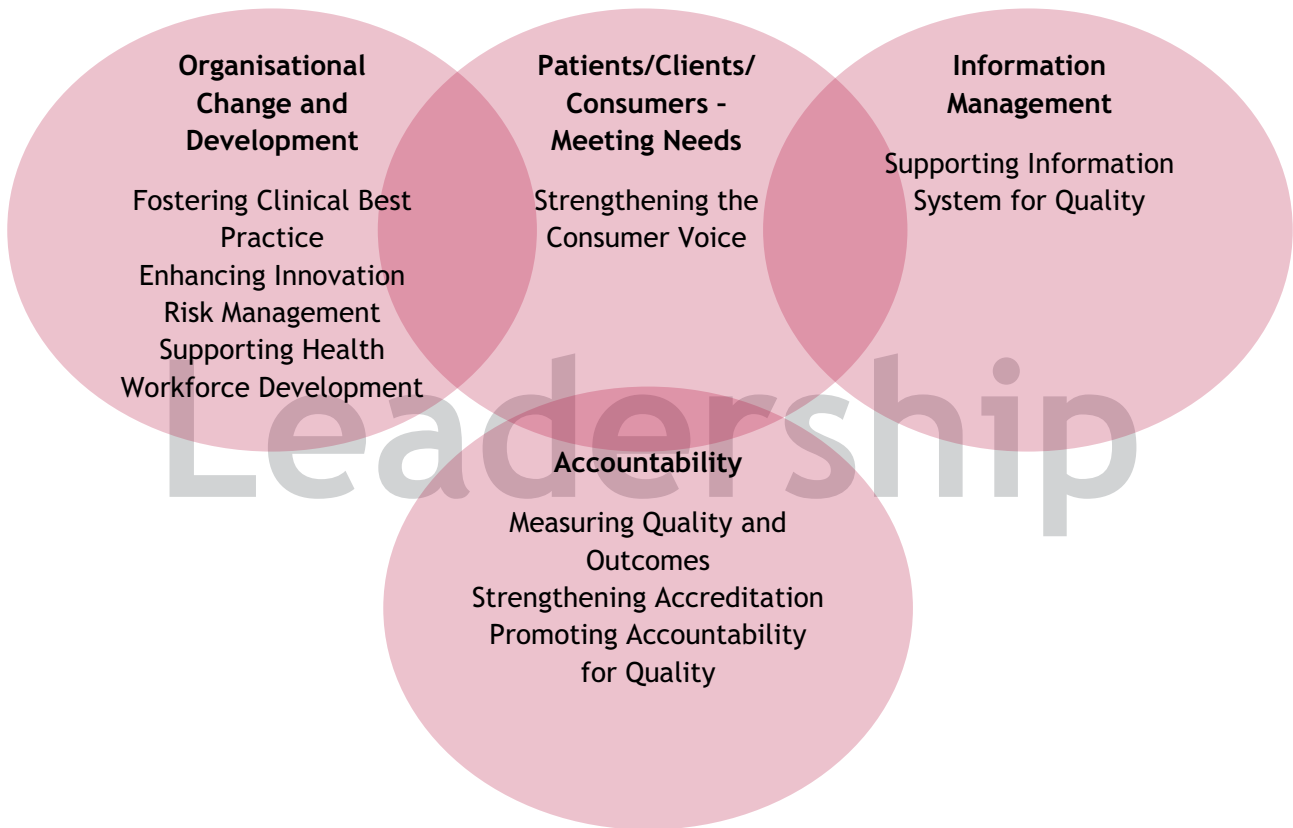 Organisational
Change and
Development
Fostering Clinical Best
Practice
Enhancing Innovation
Risk Management
Supporting Health
Workforce Development
Patients/Clients/
Consumers –
Meeting Needs
Strengthening the
Consumer Voice
Information
Management
Supporting Information
System for Quality
Leadership
Accountability
Measuring Quality and
Outcomes
Strengthening Accreditation
Promoting Accountability
for Quality